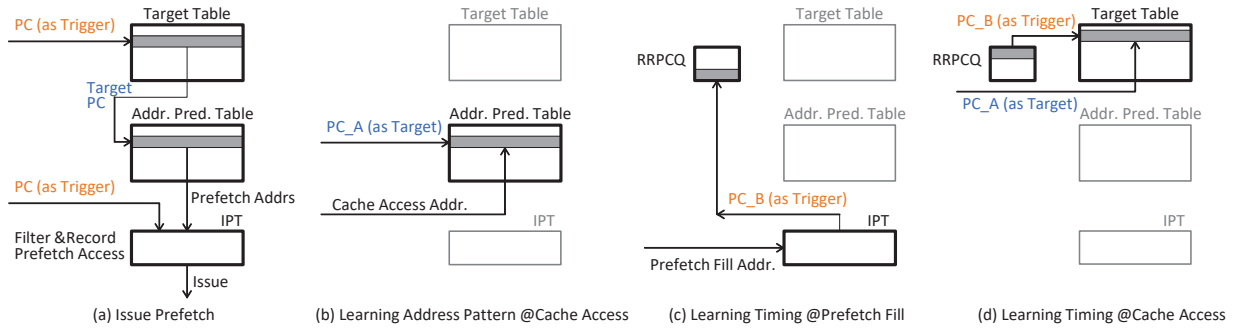 Target Table
PC (as Trigger)
Target
PC
Addr. Pred. Table
PC (as Trigger)
Prefetch Addrs
IPT
Filter &Record
Prefetch Access
Issue
(a) Issue Prefetch
Target Table
Addr. Pred. Table
PC_A (as Target)
Cache Access Addr.
IPT
(b) Learning Address Pattern @Cache Access
Target Table
RRPCQ
Addr. Pred. Table
PC_B (as Trigger)
IPT
Prefetch Fill Addr.
(c) Learning Timing @Prefetch Fill
Target Table
PC_B (as Trigger)
RRPCQ
PC_A (as Target)
Addr. Pred. Table
IPT
(d) Learning Timing @Cache Access